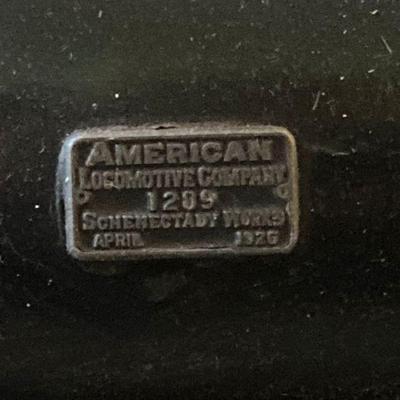 AMERICAN
LOCOMOTIVE COMPANY
1209
SCHENECTADY WORKS
APRIL 1926